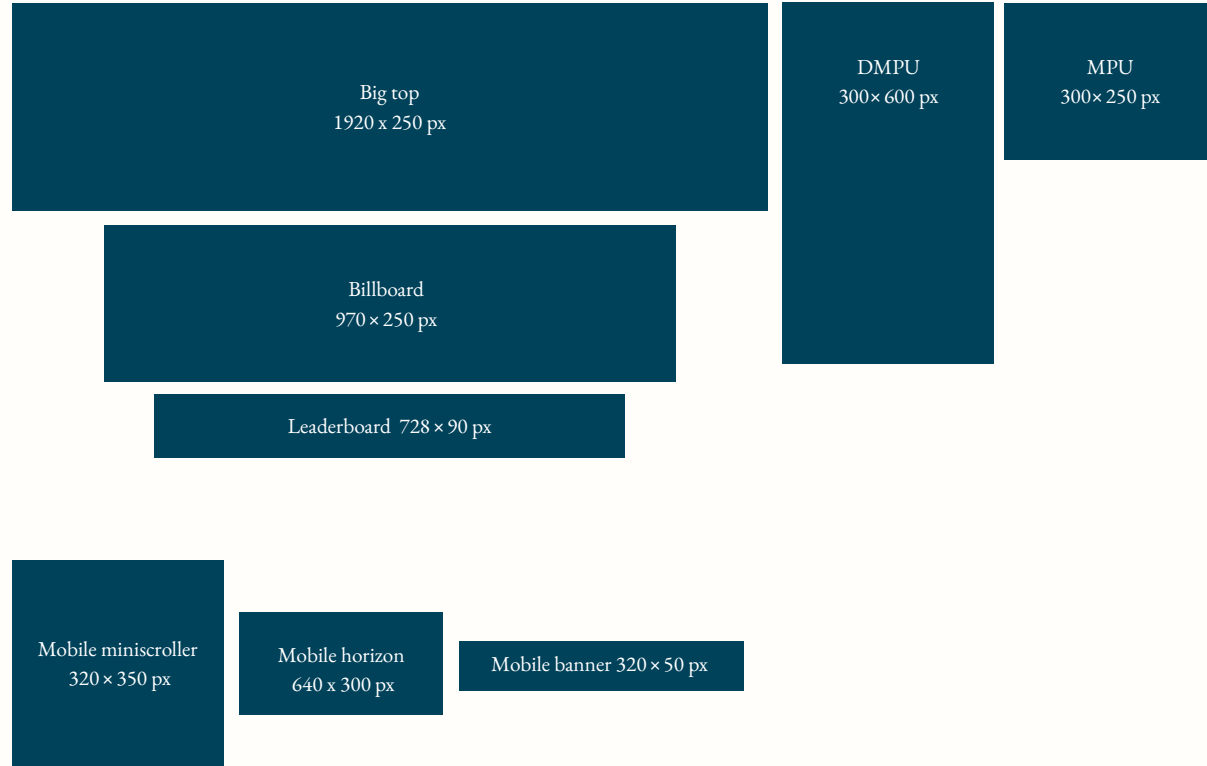 Big top
1920 x 250 px
DMPU
300× 600 px
MPU
300× 250 px
Billboard
970 × 250 px
Leaderboard  728 × 90 px
Mobile miniscroller
320 × 350 px
Mobile horizon
640 x 300 px
Mobile banner 320 × 50 px